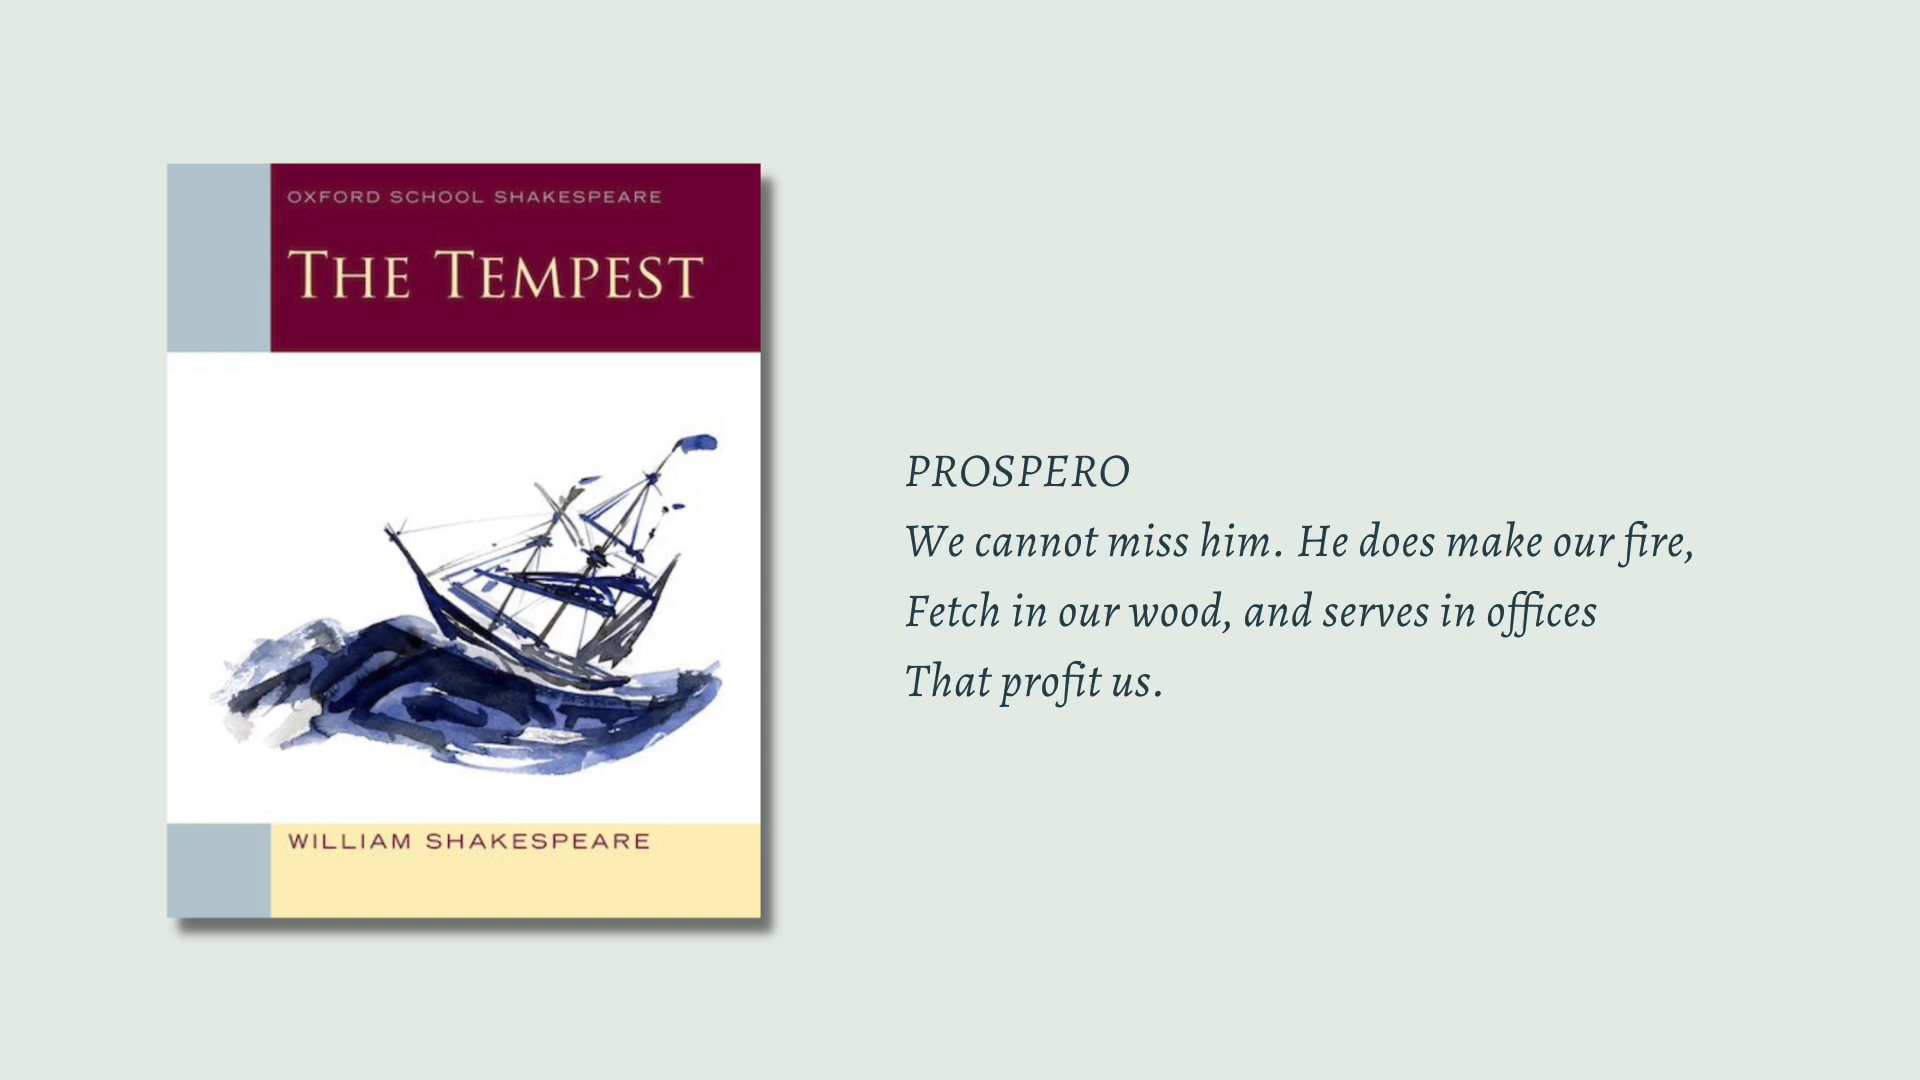 OXFORD SCHOOL SHAKESPEARE
THE TEMPEST
WILLIAM SHAKESPEARE
PROSPERO
We cannot miss him. He does make our fire,
Fetch in our wood, and serves in offices
That profit us.